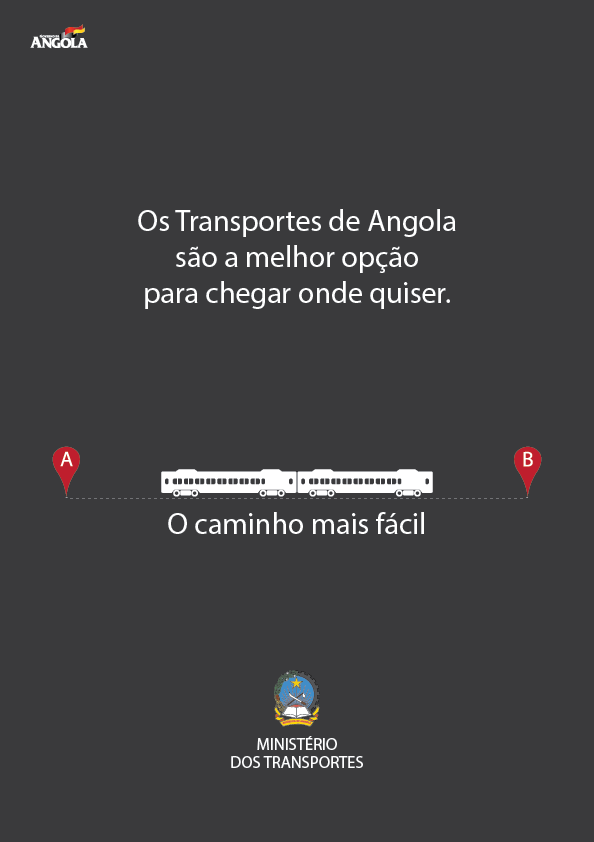 ANGOLA
Os Transportes de Angola
são a melhor opção
para chegar onde quiser.
A
B
O caminho mais fácil
MINISTÉRIO
DOS TRANSPORTES